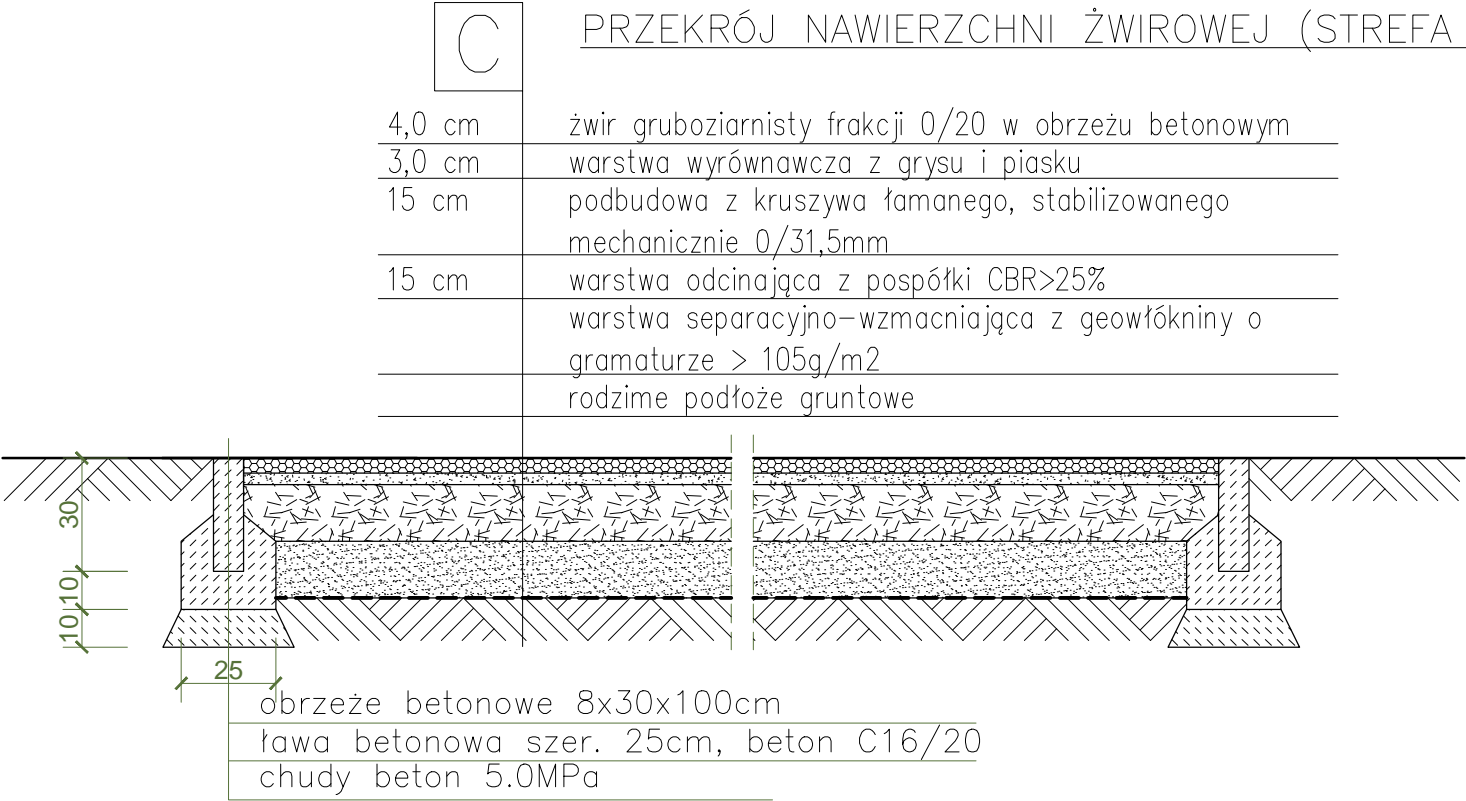 C
PRZEKRÓJ NAWIERZCHNI ŻWIROWEJ (STREFA
4,0 cm żwir gruboziarnisty frakcji 0/20 w obrzeżu betonowym
3,0 cm warstwa wyrównawcza z grysu i piasku
15 cm podbudowa z kruszywa łamanego, stabilizowanego
mechanicznie 0/31,5mm
15 cm warstwa odcinająca z pospółki CBR>25%
warstwa separacyjno-wzmacniająca z geowłókniny o
gramaturze > 105g/m2
rodzime podłoże gruntowe
30
10
10
25
obrzeże betonowe 8x30x100cm
ława betonowa szer. 25cm, beton C16/20
chudy beton 5.0MPa